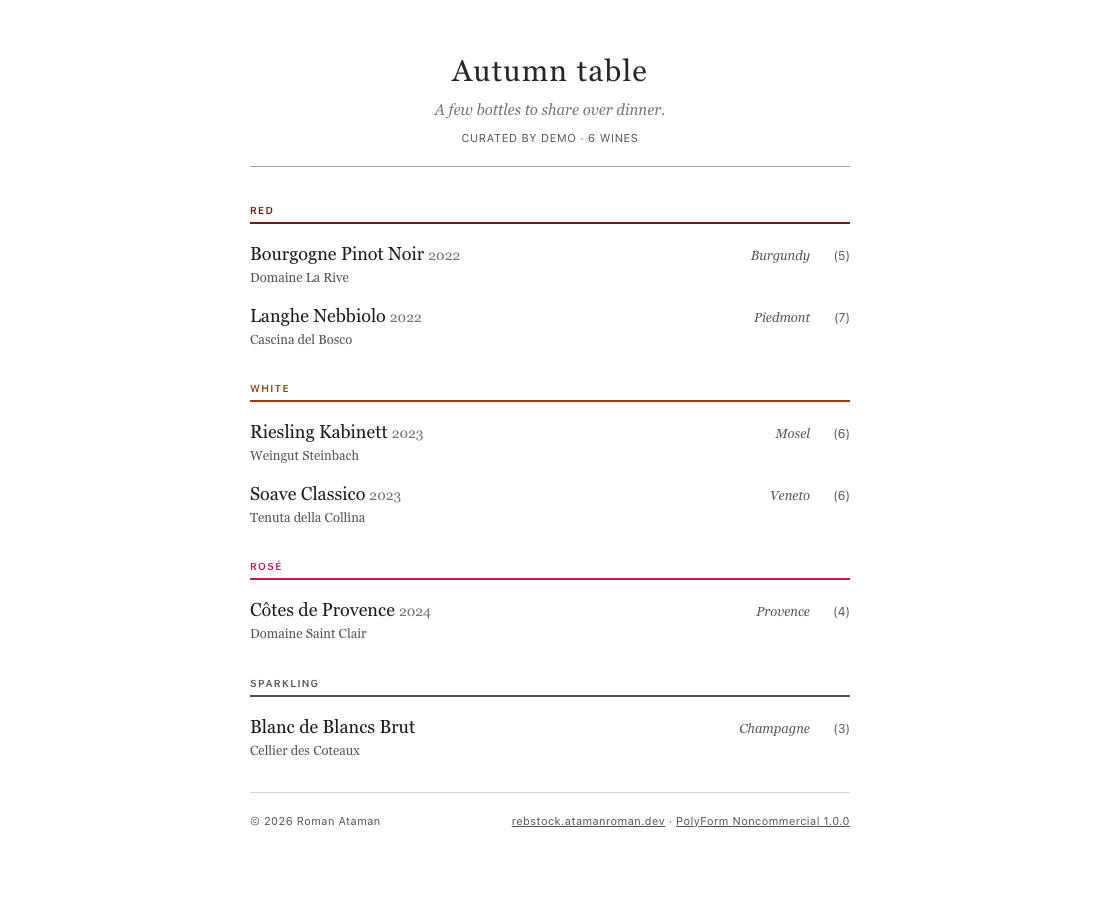 Autumn table
A few bottles to share over dinner.
CURATED BY DEMO · 6 WINES
RED
Bourgogne Pinot Noir 2022 Burgundy (5)
Domaine La Rive
Langhe Nebbiolo 2022 Piedmont (7)
Cascina del Bosco
WHITE
Riesling Kabinett 2023 Mosel (6)
Weingut Steinbach
Soave Classico 2023 Veneto (6)
Tenuta della Collina
ROSÉ
Côtes de Provence 2024 Provence (4)
Domaine Saint Clair
SPARKLING
Blanc de Blancs Brut Champagne (3)
Cellier des Coteaux
© 2026 Roman Ataman rebstock.atamanroman.dev · PolyForm Noncommercial 1.0.0